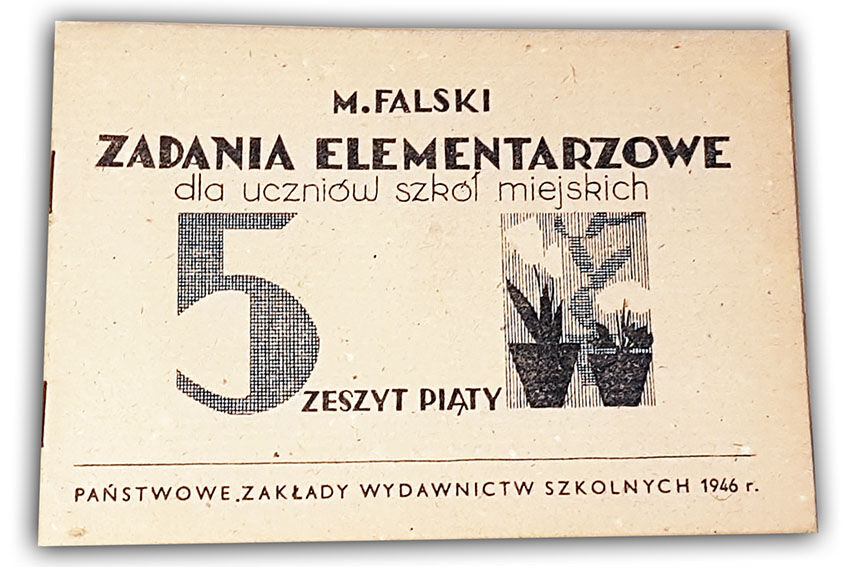 M. FALSKI
ZADANIA ELEMENTARZOWE
dla uczniów szkół miejskich
5
ZESZYT PIĄTY
PAŃSTWOWE ZAKŁADY WYDAWNICTW SZKOLNYCH 1946 r.